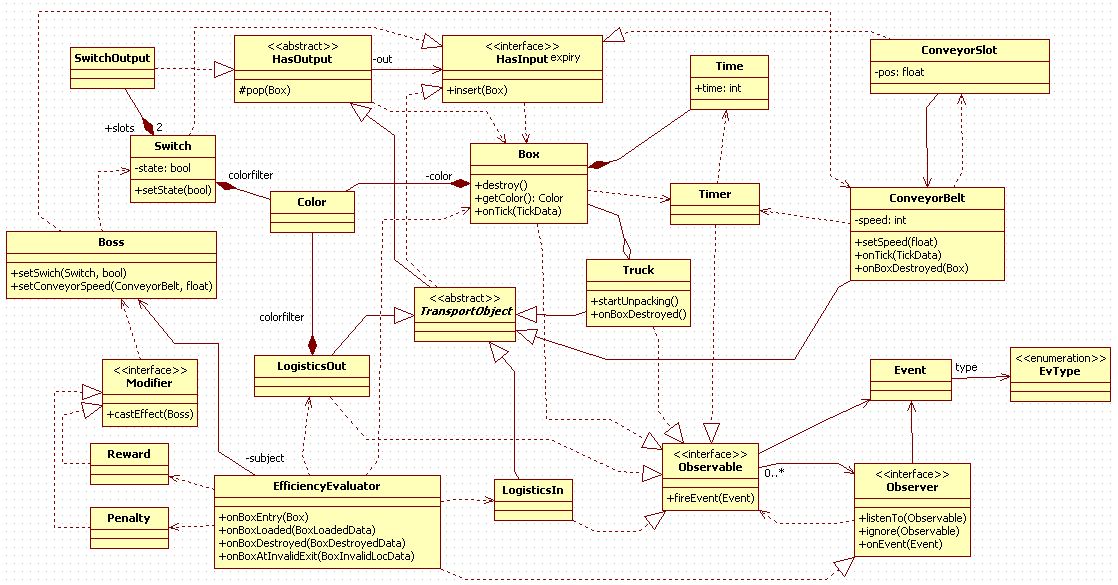 SwitchOutput
<<abstract>>
HasOutput
#pop(Box)
-out
<<interface>>
HasInput
expiry
+insert(Box)
Time
+time: int
ConveyorSlot
-pos: float
+slots
2
Switch
-state: bool
+setState(bool)
colorfilter
Color
-color
Box
+destroy()
+getColor(): Color
+onTick(TickData)
Timer
ConveyorBelt
-speed: int
+setSpeed(float)
+onTick(TickData)
+onBoxDestroyed(Box)
Boss
+setSwich(Switch, bool)
+setConveyorSpeed(ConveyorBelt, float)
Truck
+startUnpacking()
+onBoxDestroyed()
<<abstract>>
TransportObject
colorfilter
LogisticsOut
<<interface>>
Modifier
+castEffect(Boss)
Event
type
<<enumeration>>
EvType
Reward
Penalty
-subject
EfficiencyEvaluator
+onBoxEntry(Box)
+onBoxLoaded(BoxLoadedData)
+onBoxDestroyed(BoxDestroyedData)
+onBoxAtInvalidExit(BoxInvalidLocData)
LogisticsIn
<<interface>>
Observable
+fireEvent(Event)
0..*
<<interface>>
Observer
+listenTo(Observable)
+ignore(Observable)
+onEvent(Event)